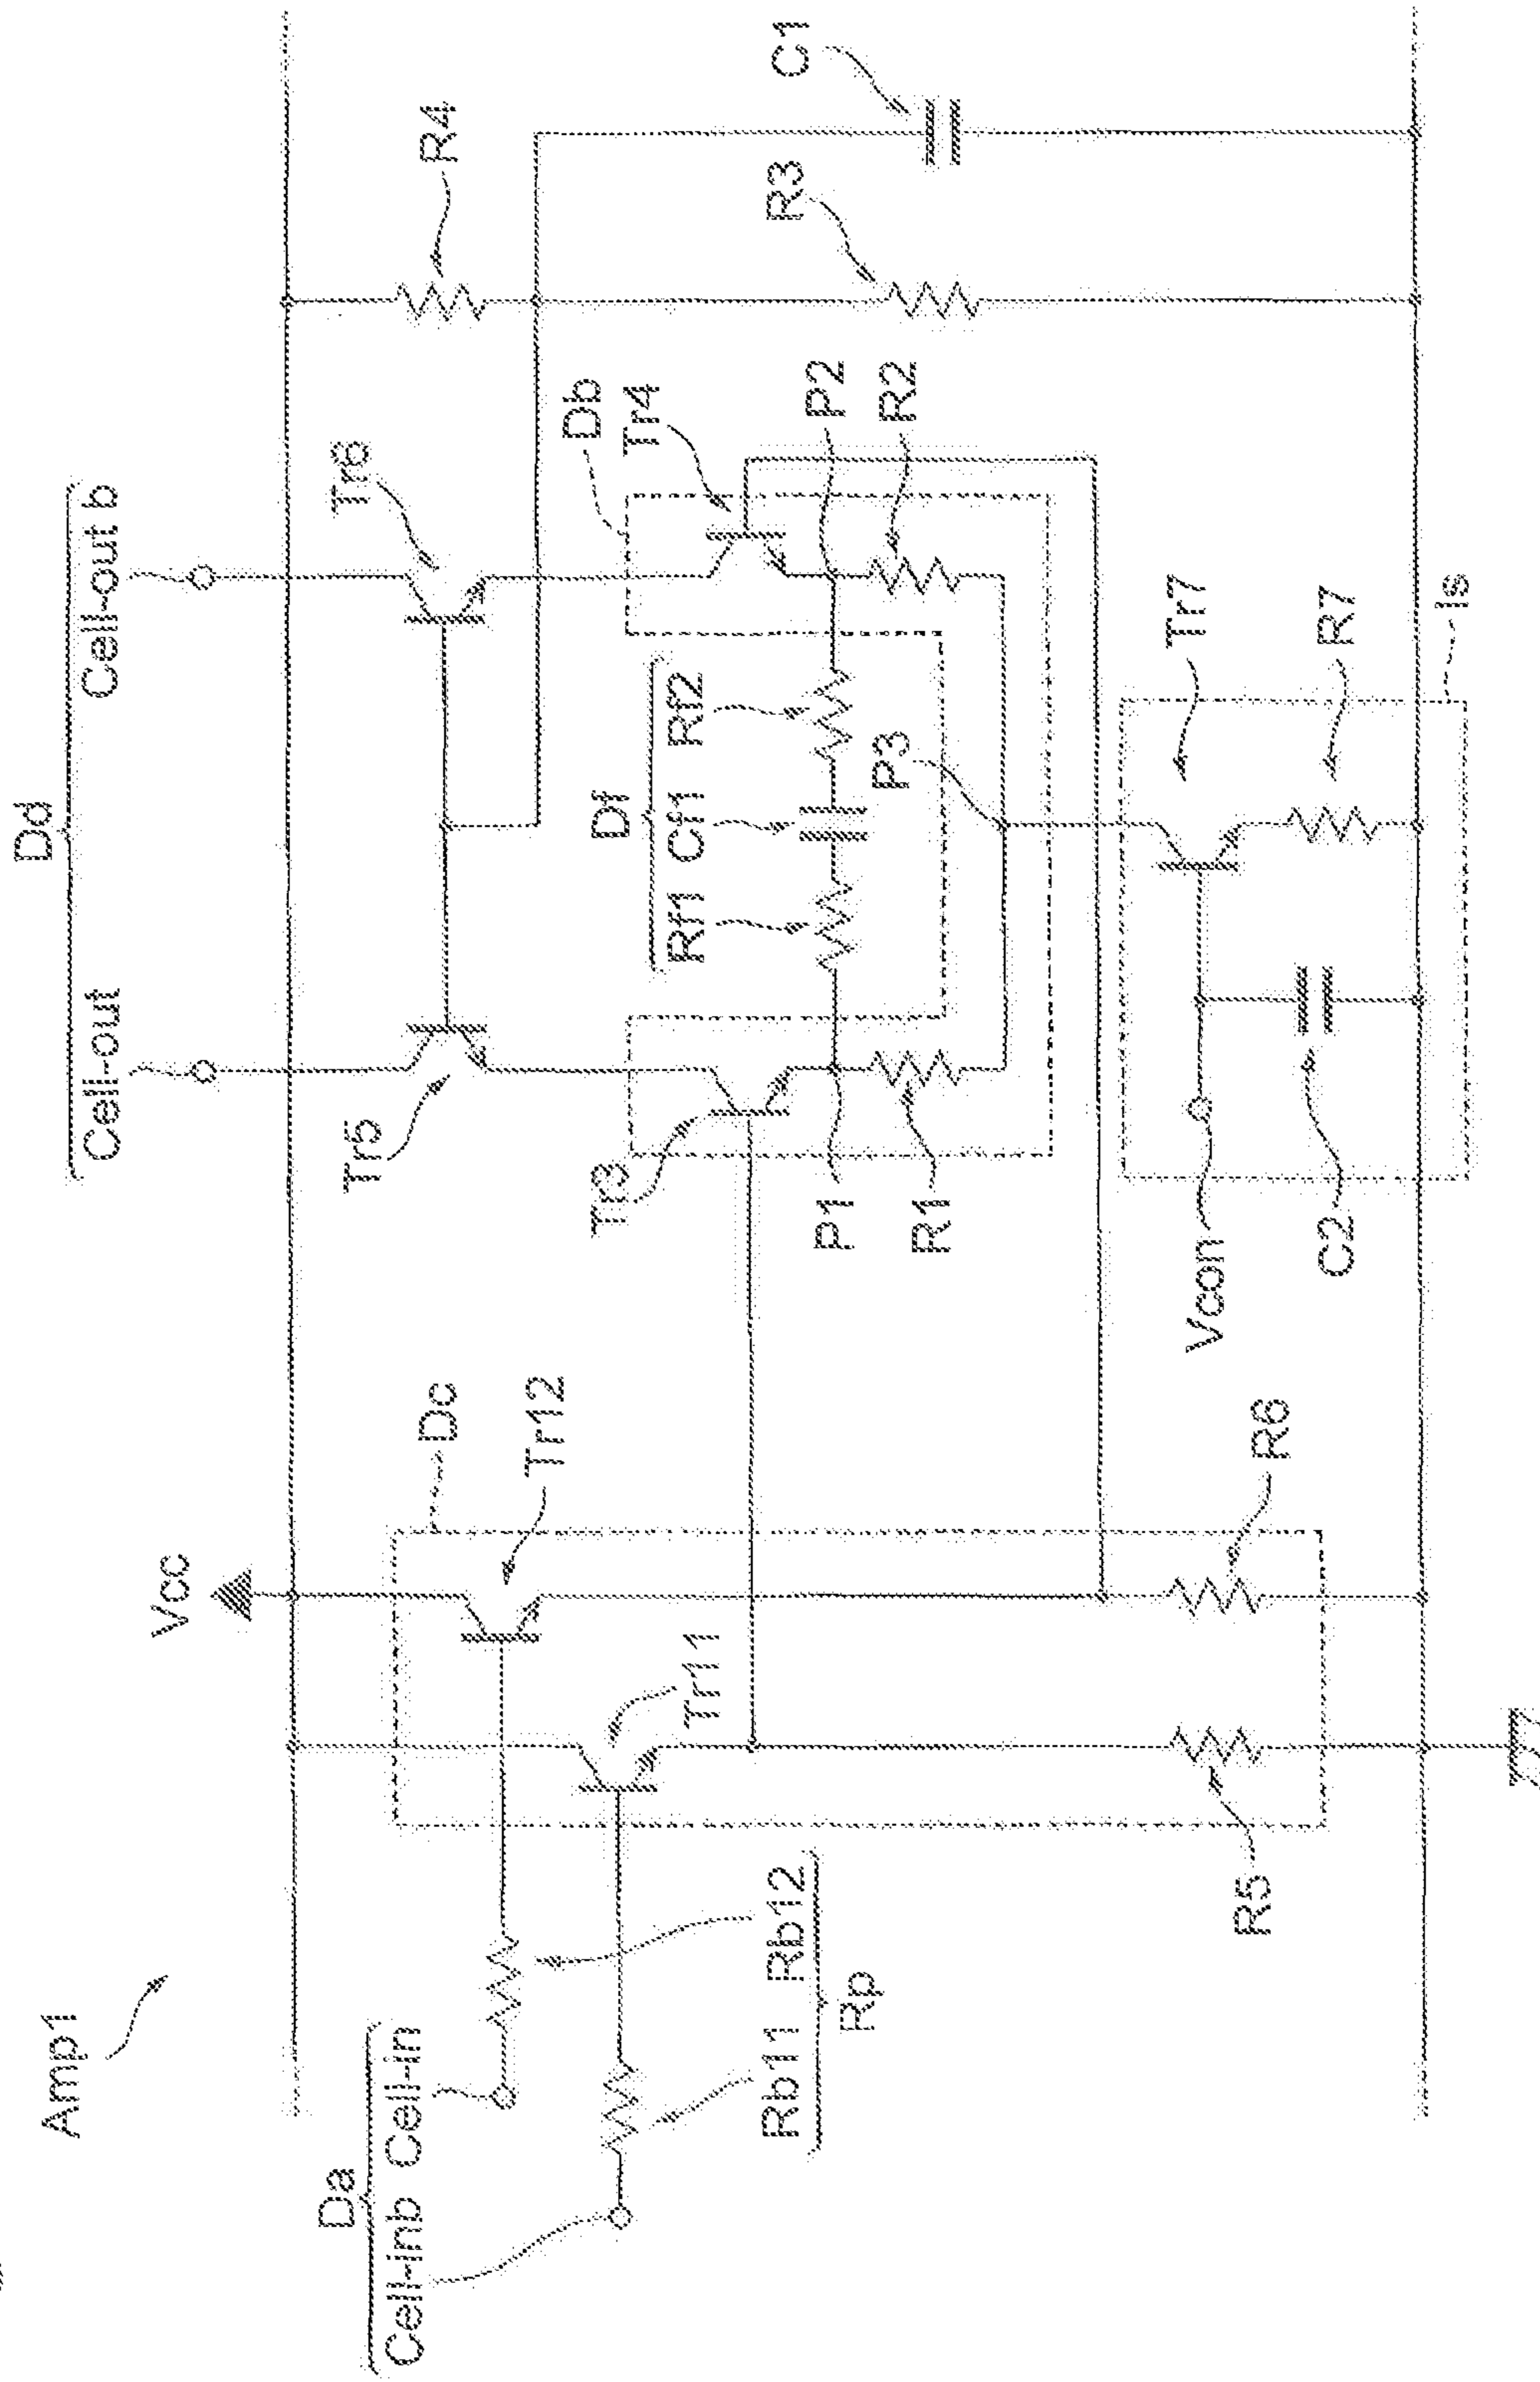 Amp1
Vcc
Dd
Cell-out
Cell-out b
Tr5
Tr6
R4
Da
Cell-inb
Cell-in
Dc
Tr12
Tr11
Tr3
Df
Rf1
Cf1
Rf2
Db
Tr4
Rb11
Rb12
Rp
P1
P2
P3
R1
R2
R3
C1
R5
R6
Vcon
C2
Tr7
R7
Is